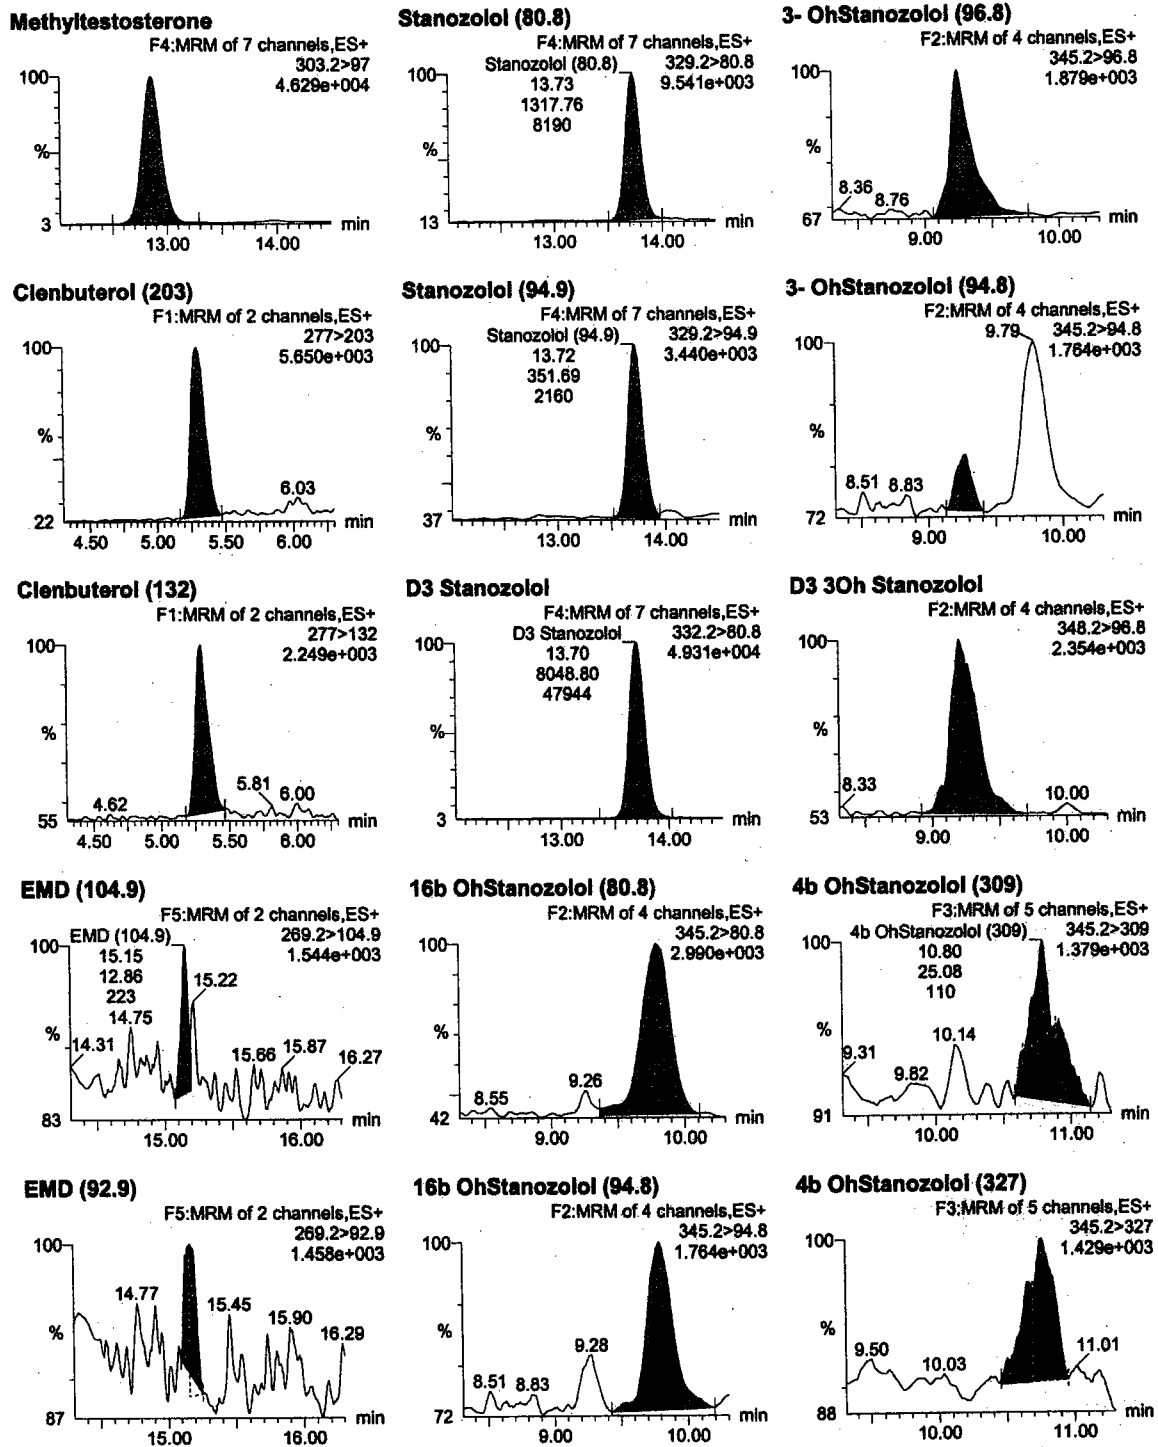 Methyltestosterone
F4:MRM of 7 channels,ES+
303.2>97
4.629e+004
100
%
3
13.00 14.00
min
Stanozolol (80.8)
F4:MRM of 7 channels,ES+
Stanozolol (80.8) 329.2>80.8
13.73 9.541e+003
1317.76
8190
100
%
13
13.00 14.00
min
3- OhStanozolol (96.8)
F2:MRM of 4 channels,ES+
345.2>96.8
1.879e+003
100
%
8.36 8.76
67
9.00 10.00
min
Clenbuterol (203)
F1:MRM of 2 channels,ES+
277>203
5.650e+003
100
%
6.03
22
4.50 5.00 5.50 6.00
min
Stanozolol (94.9)
F4:MRM of 7 channels,ES+
Stanozolol (94.9) 329.2>94.9
13.72 3.440e+003
351.69
2160
100
%
37
13.00 14.00
min
3- OhStanozolol (94.8)
F2:MRM of 4 channels,ES+
9.79 345.2>94.8
1.764e+003
100
%
8.51 8.83
72
9.00 10.00
min
Clenbuterol (132)
F1:MRM of 2 channels,ES+
277>132
2.249e+003
100
%
4.62 5.81 6.00
55
4.50 5.00 5.50 6.00
min
D3 Stanozolol
F4:MRM of 7 channels,ES+
D3 Stanozolol 332.2>80.8
13.70 4.931e+004
8048.80
47944
100
%
3
13.00 14.00
min
D3 3Oh Stanozolol
F2:MRM of 4 channels,ES+
348.2>96.8
2.354e+003
100
%
8.33 10.00
53
9.00 10.00
min
EMD (104.9)
F5:MRM of 2 channels,ES+
EMD (104.9) 269.2>104.9
15.15 1.544e+003
12.86
223
100
15.22
14.75
%
14.31 15.66 15.87 16.27
83
15.00 16.00
min
16b OhStanozolol (80.8)
F2:MRM of 4 channels,ES+
345.2>80.8
2.990e+003
100
%
8.55 9.26
42
9.00 10.00
min
4b OhStanozolol (309)
F3:MRM of 5 channels,ES+
4b OhStanozolol (309) 345.2>309
10.80 1.379e+003
25.08
110
100
%
9.31 9.82 10.14
91
10.00 11.00
min
EMD (92.9)
F5:MRM of 2 channels,ES+
269.2>92.9
1.458e+003
100
14.77 15.45 15.90 16.29
%
87
15.00 16.00
min
16b OhStanozolol (94.8)
F2:MRM of 4 channels,ES+
345.2>94.8
1.764e+003
100
%
8.51 8.83 9.28
72
9.00 10.00
min
4b OhStanozolol (327)
F3:MRM of 5 channels,ES+
345.2>327
1.429e+003
100
%
9.50 10.03 11.01
88
10.00 11.00
min